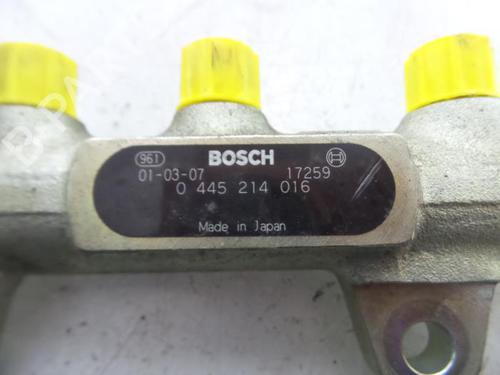 961 BOSCH
01-03-07 17259
0 445 214 016
Made in Japan